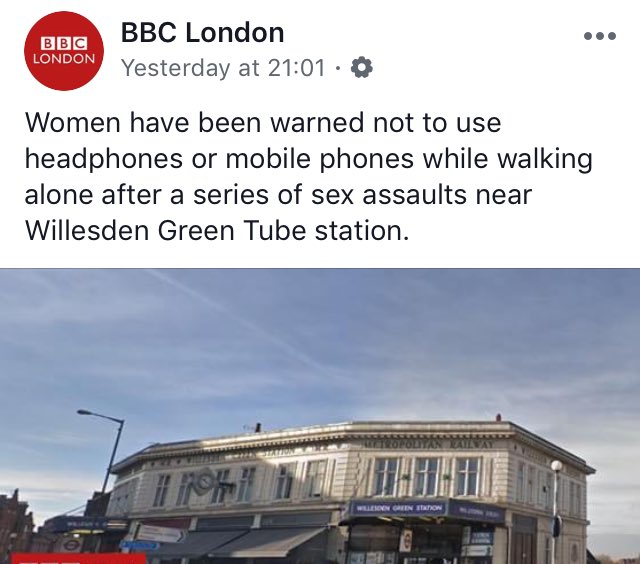 BBC
LONDON
BBC London
Yesterday at 21:01 ·
Women have been warned not to use
headphones or mobile phones while walking
alone after a series of sex assaults near
Willesden Green Tube station.
METROPOLITAN RAILWAY
STATION
WILLESDEN GREEN STATION